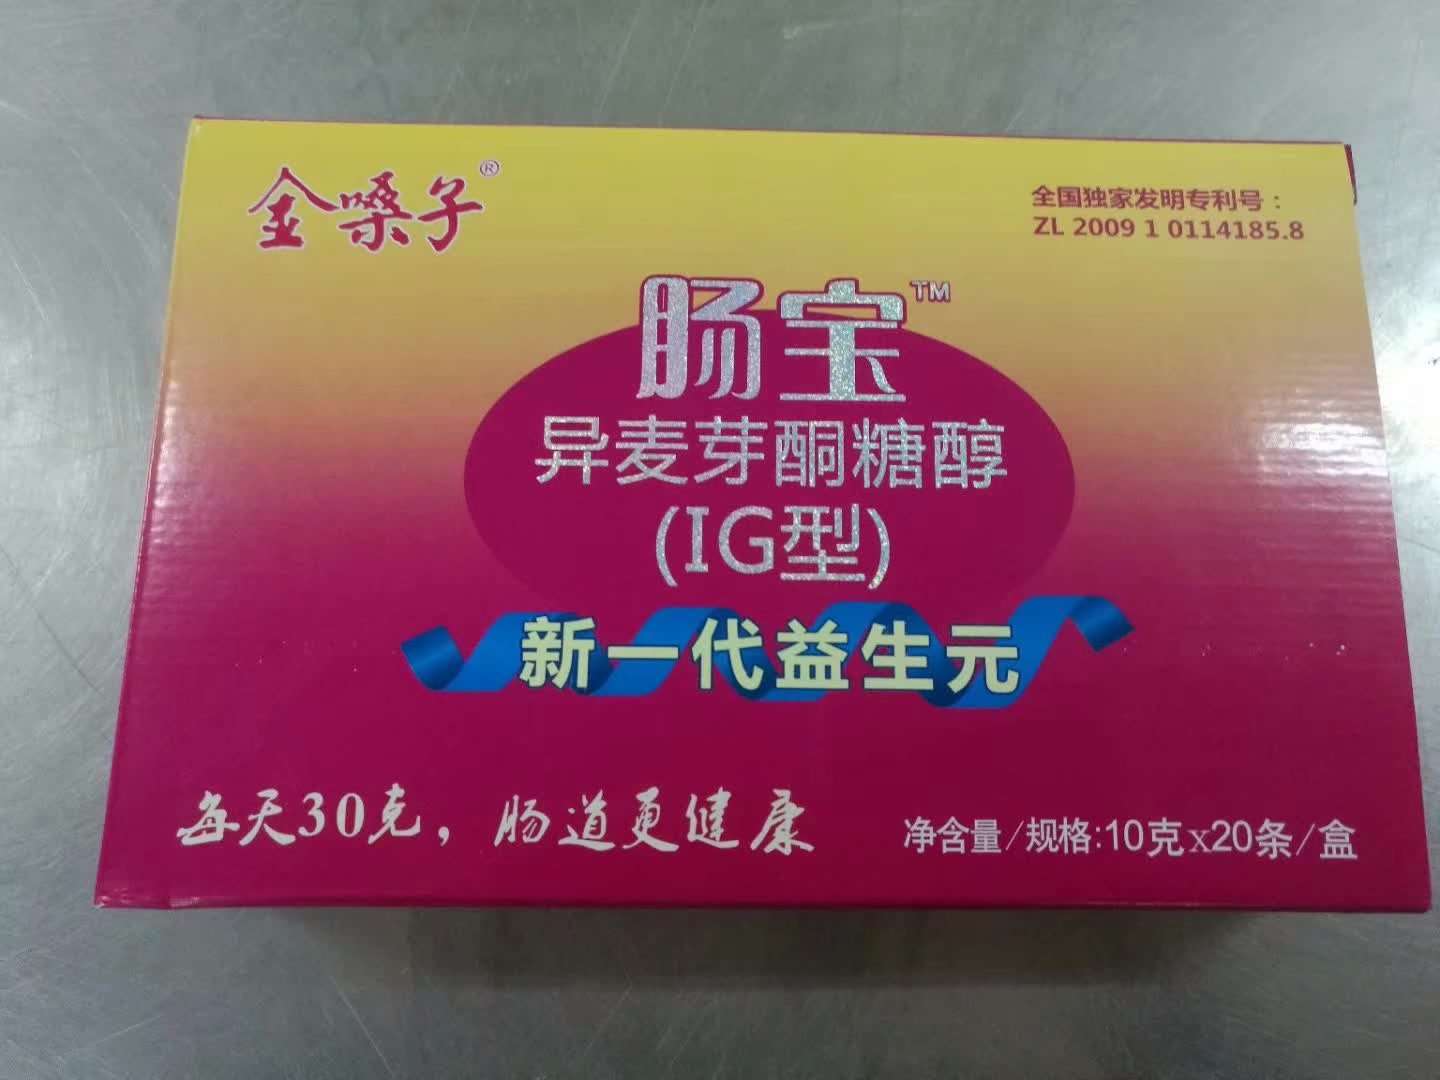 金嗓子®
全国独家发明专利号：
ZL 2009 1 0114185.8
肠宝™
异麦芽酮糖醇
(IG型)
新一代益生元
每天30克，肠道更健康
净含量/规格:10克x20条/盒